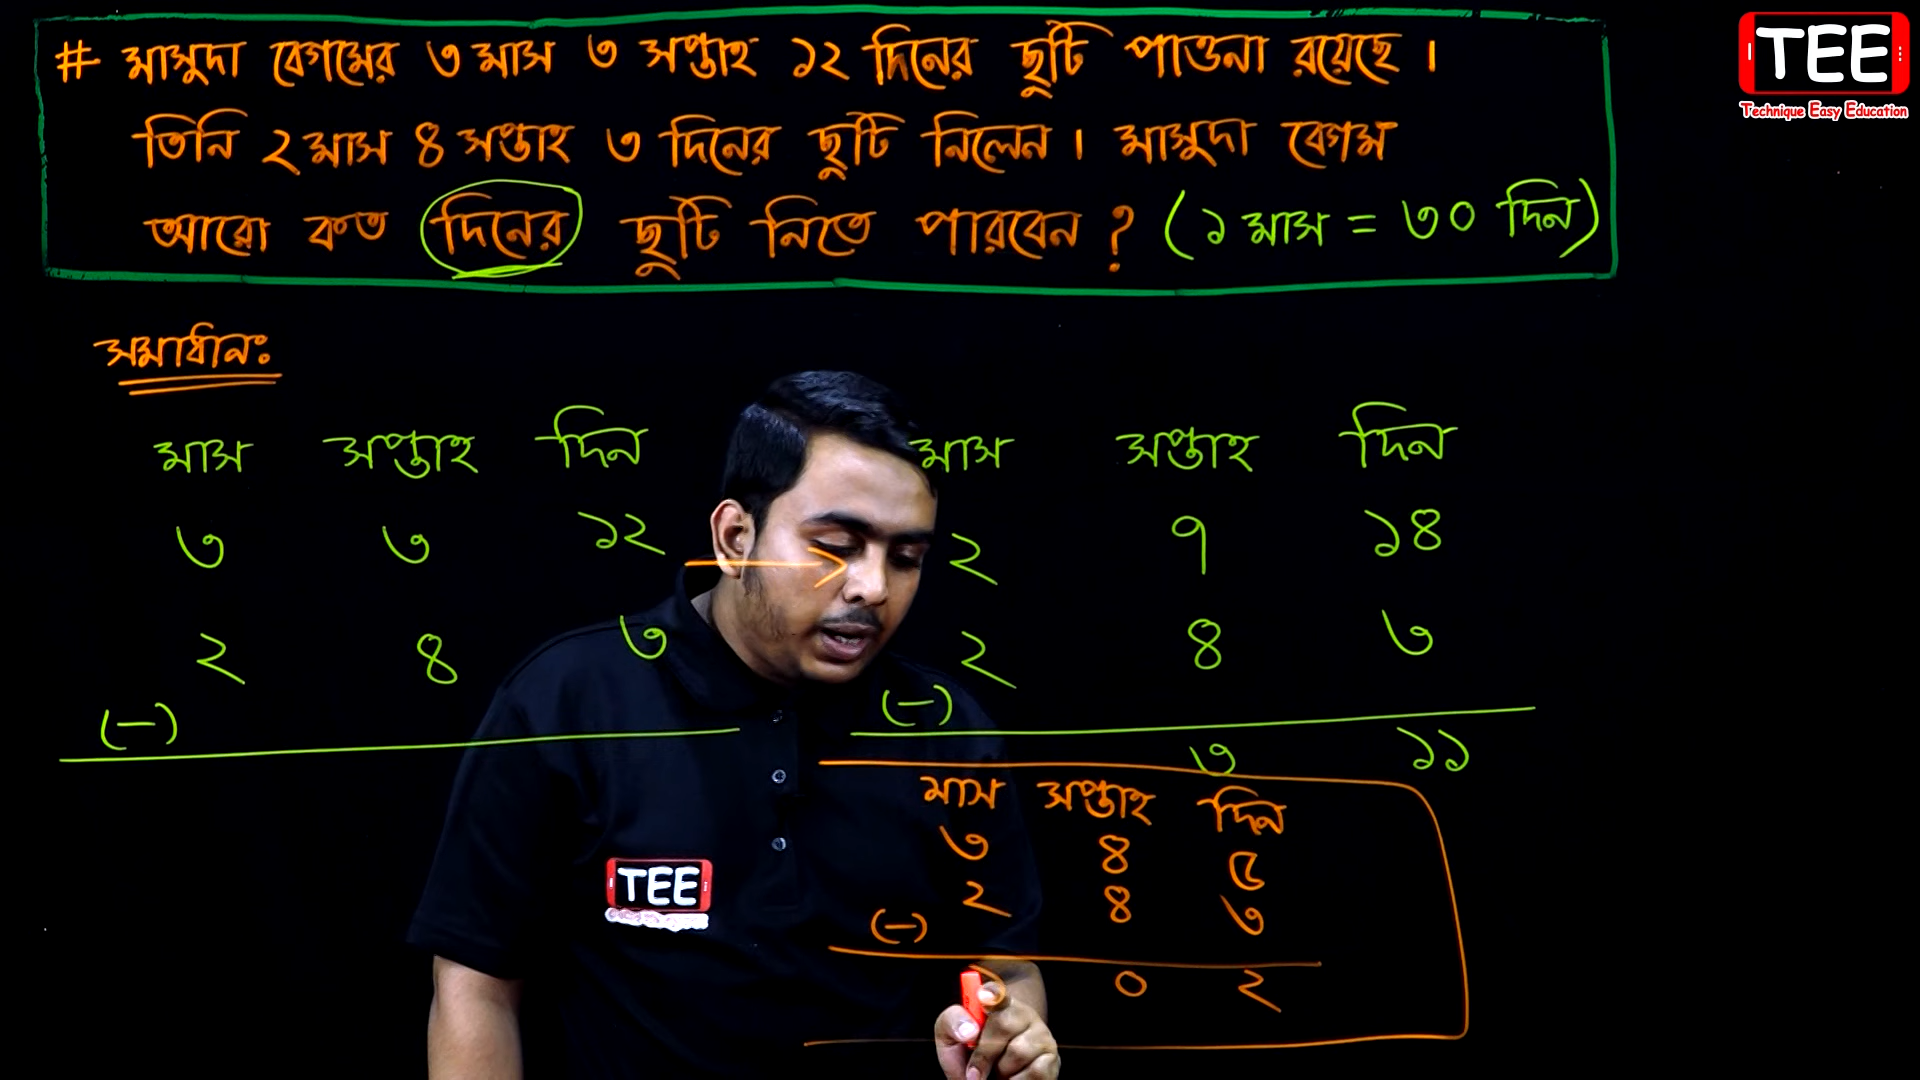 # মাসুদা বেগমের ৩ মাস ৩ সপ্তাহ ১২ দিনের ছুটি পাওনা রয়েছে।
তিনি ২ মাস ৪ সপ্তাহ ৩ দিনের ছুটি নিলেন। মাসুদা বেগম
আরো কত দিনের ছুটি নিতে পারবেন? (১ মাস = ৩০ দিন)
TEE
Technique Easy Education
সমাধানঃ
মাস সপ্তাহ দিন
৩ ৩ ১২
২ ৪ ৩
(-)
মাস সপ্তাহ দিন
২ ৭ ১৪
২ ৪ ৩
(-)
৩ ১১
মাস সপ্তাহ দিন
৩ ৪ ৫
২ ৪ ৩
(-)
১ ০ ২
TEE